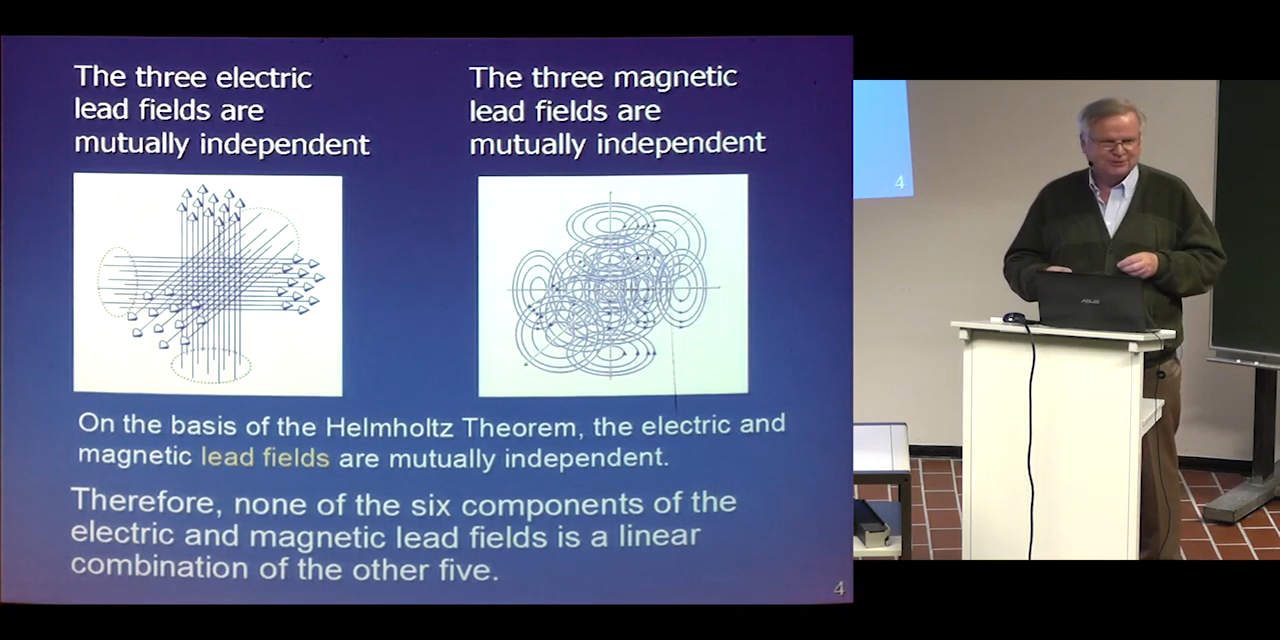 The three electric
lead fields are
mutually independent
The three magnetic
lead fields are
mutually independent
On the basis of the Helmholtz Theorem, the electric and
magnetic lead fields are mutually independent.
Therefore, none of the six components of the
electric and magnetic lead fields is a linear
combination of the other five.
4
4
ASUS